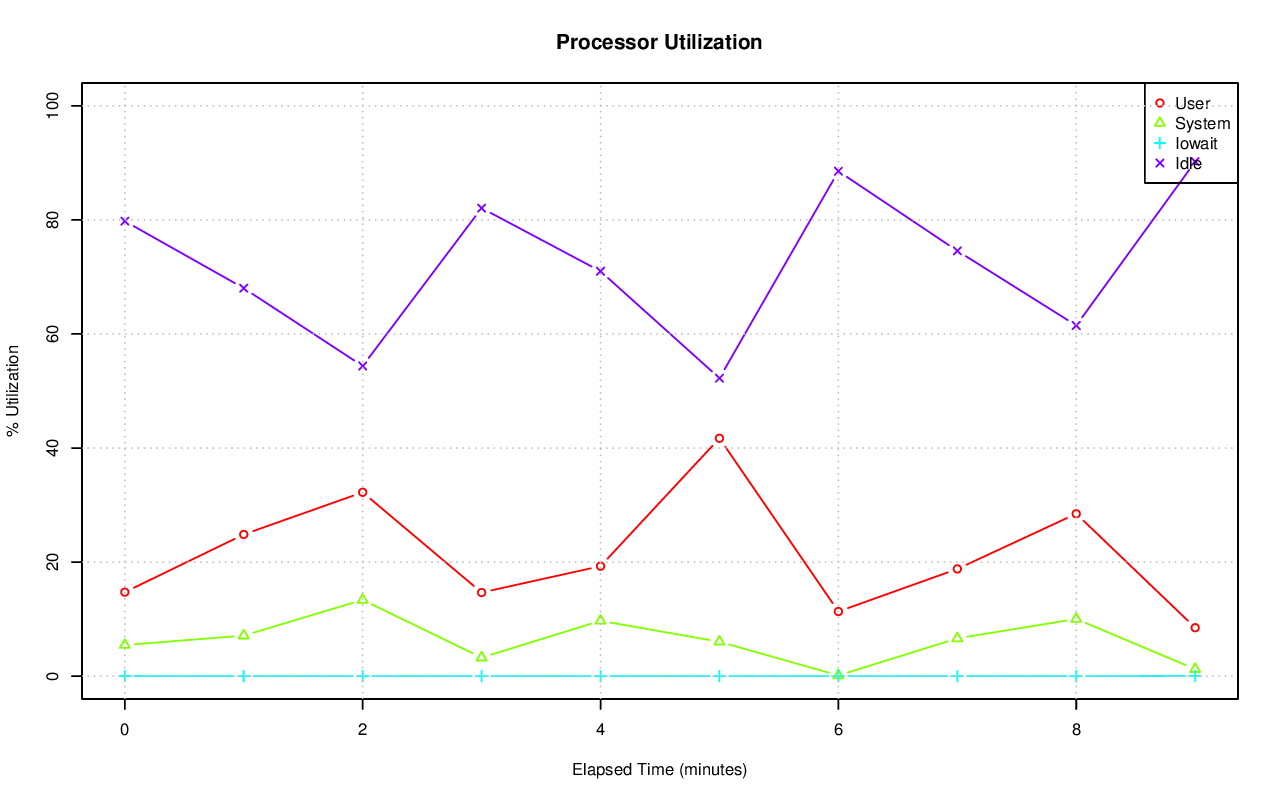 Processor Utilization
100
80
60
40
20
0
% Utilization
User
System
Iowait
Idle
0 2 4 6 8
Elapsed Time (minutes)